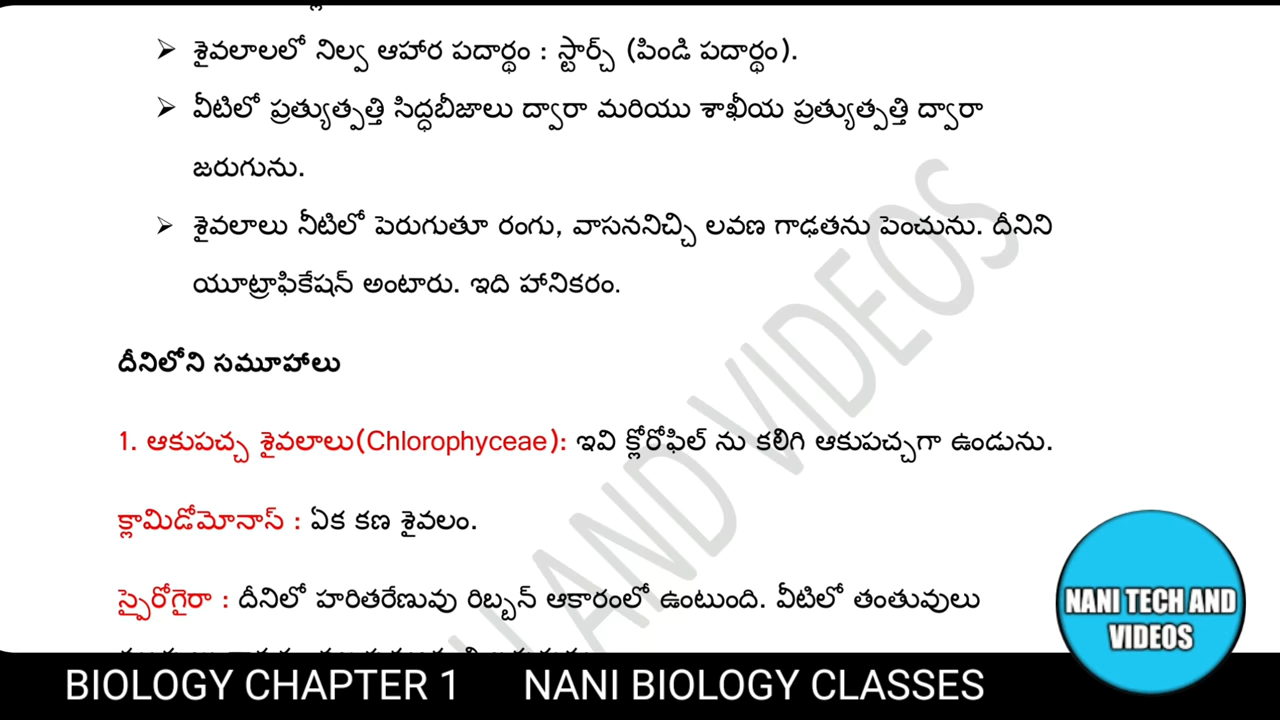 ➢ శైవలాలలో నిల్వ ఆహార పదార్థం : స్టార్చ్ (పిండి పదార్థం).
➢ వీటిలో ప్రత్యుత్పత్తి సిద్ధబీజాలు ద్వారా మరియు శాఖీయ ప్రత్యుత్పత్తి ద్వారా
జరుగును.
➢ శైవలాలు నీటిలో పెరుగుతూ రంగు, వాసననిచ్చి లవణ గాఢతను పెంచును. దీనిని
యూట్రాఫికేషన్ అంటారు. ఇది హానికరం.
దీనిలోని సమూహాలు
1. ఆకుపచ్చ శైవలాలు(Chlorophyceae): ఇవి క్లోరోఫిల్ ను కలిగి ఆకుపచ్చగా ఉండును.
క్లామిడోమోనాస్ : ఏక కణ శైవలం.
స్పైరోగైరా : దీనిలో హరితరేణువు రిబ్బన్ ఆకారంలో ఉంటుంది. వీటిలో తంతువులు
AND VIDEOS
NANI TECH AND
VIDEOS
BIOLOGY CHAPTER 1 NANI BIOLOGY CLASSES